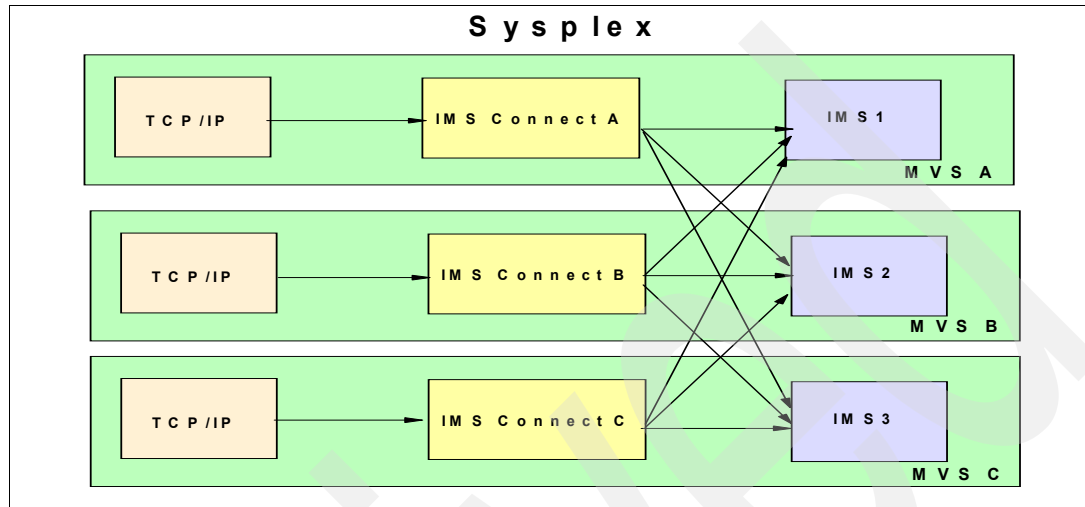 Sysplex
TCP/IP
IMS Connect A
IMS1
MVS A
TCP/IP
IMS Connect B
IMS2
MVS B
TCP/IP
IMS Connect C
IMS3
MVS C